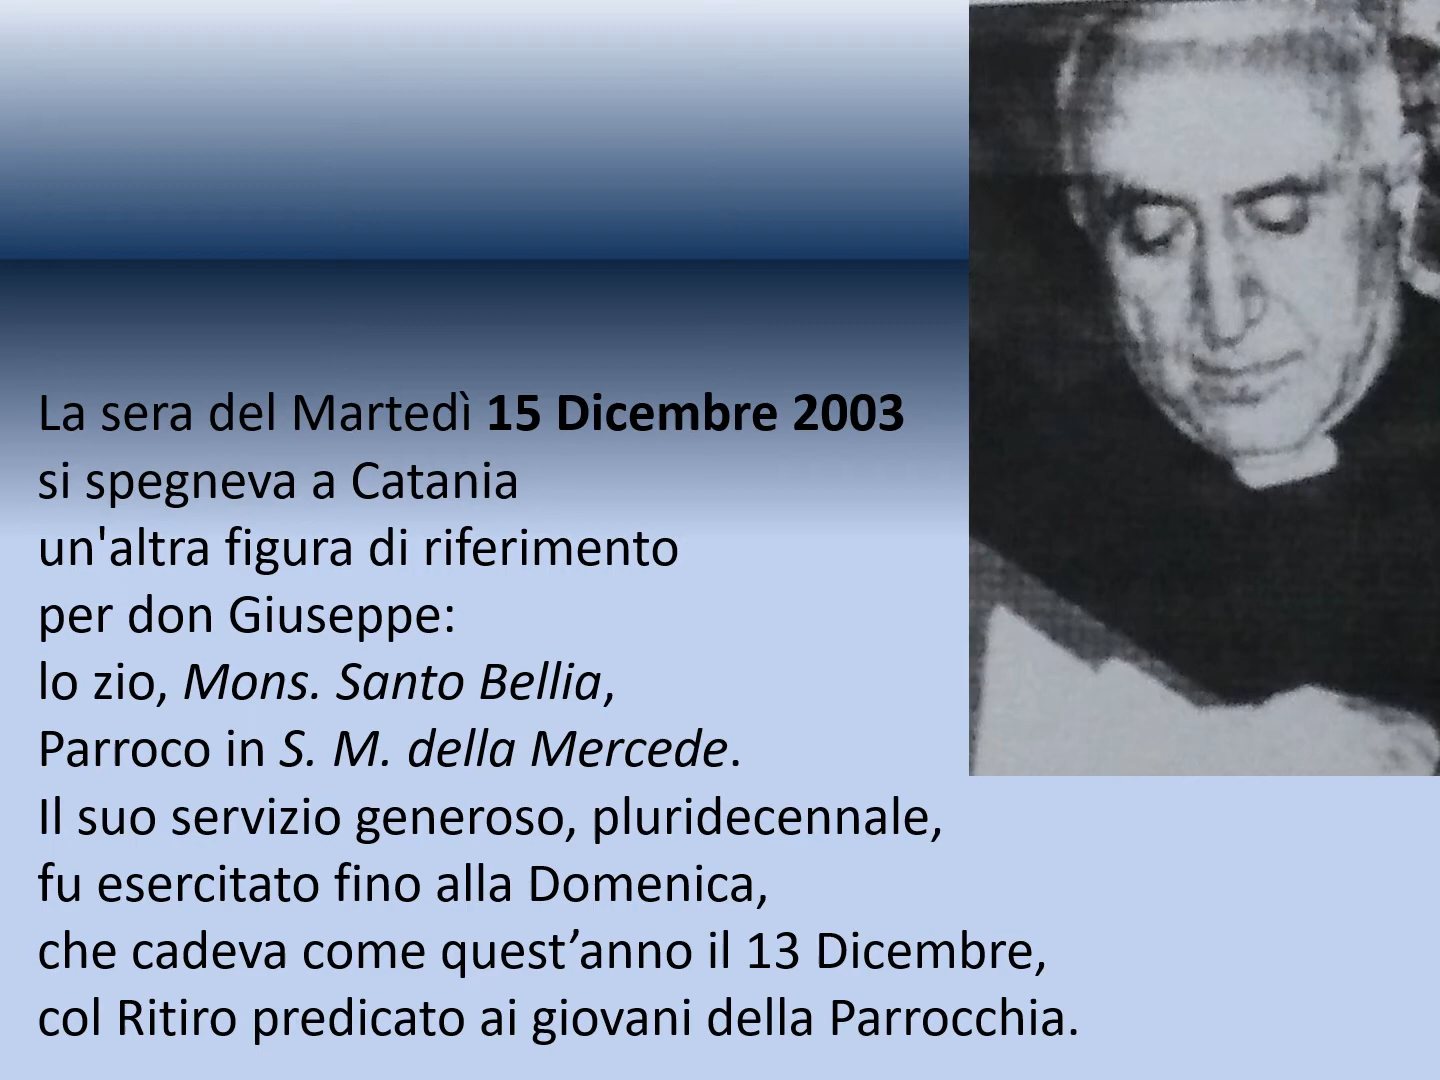 La sera del Martedì 15 Dicembre 2003
si spegneva a Catania
un'altra figura di riferimento
per don Giuseppe:
lo zio, Mons. Santo Bellia,
Parroco in S. M. della Mercede.
Il suo servizio generoso, pluridecennale,
fu esercitato fino alla Domenica,
che cadeva come quest’anno il 13 Dicembre,
col Ritiro predicato ai giovani della Parrocchia.